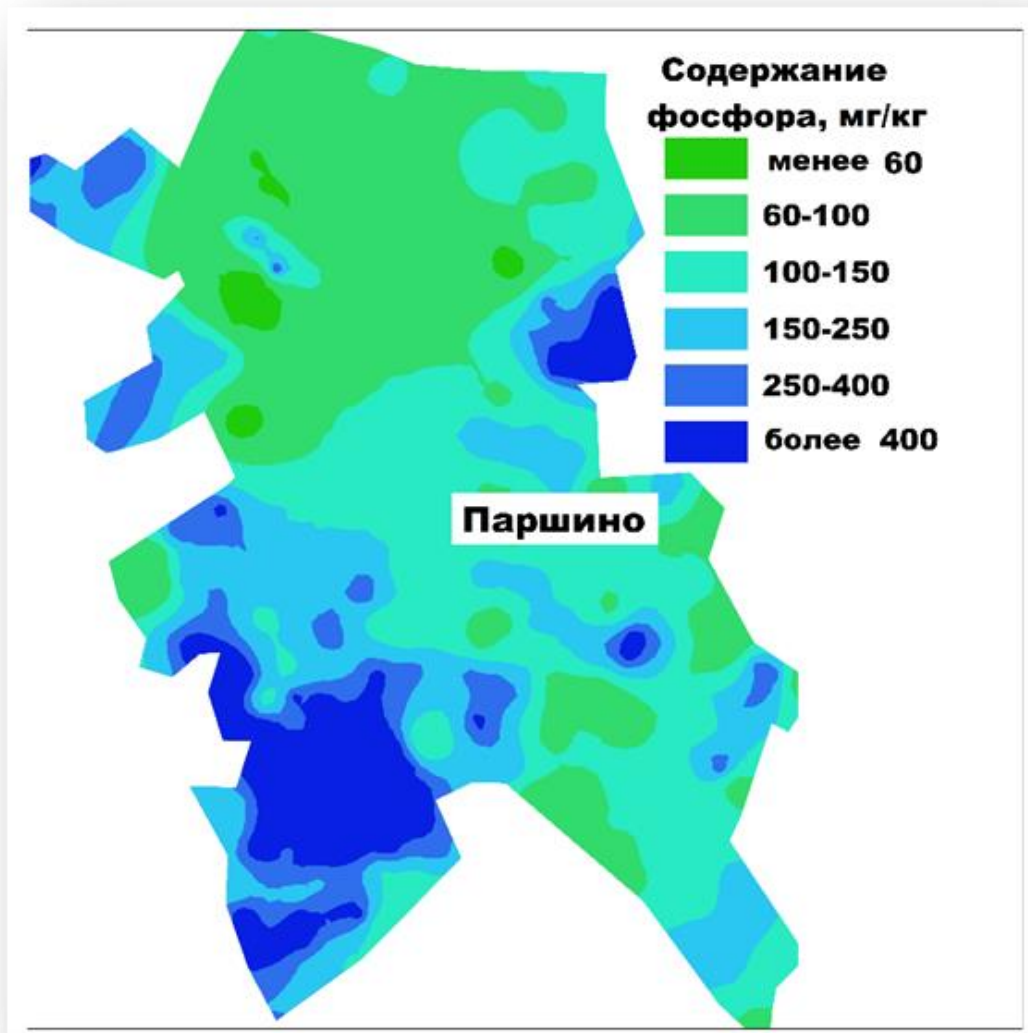 Содержание
фосфора, мг/кг
менее 60
60-100
100-150
150-250
250-400
более 400
Паршино